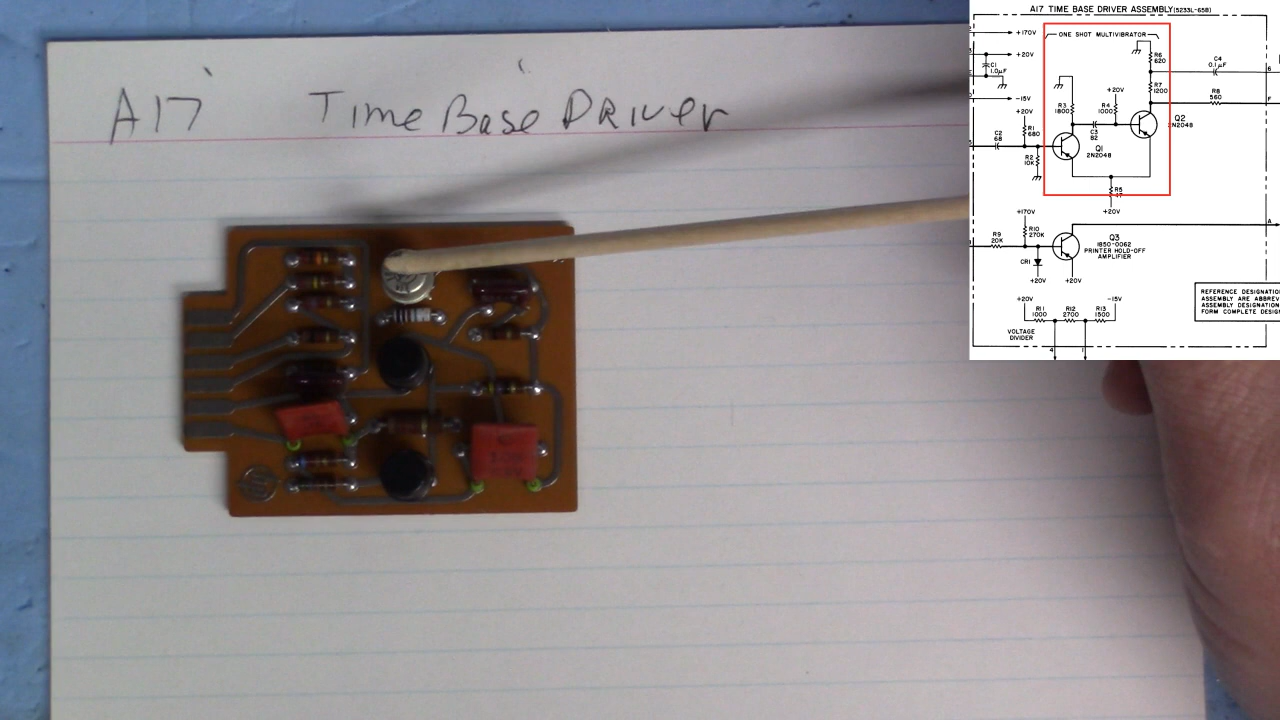 A17 Time Base Driver
A17 TIME BASE DRIVER ASSEMBLY (5233L-65B)
ONE SHOT MULTIVIBRATOR
+170V
R6
620
+20V
C4
0.1µF
C1
1.0µF
R7
1200
+20V
R8
560
-15V
R3
1800
R4
1000
+20V
Q2
2N2048
R1
680
C2
68
C3
82
Q1
2N2048
R2
10K
R5
+20V
+170V
R9
20K
R10
270K
Q3
1850-0062
PRINTER HOLD-OFF
AMPLIFIER
CR1
+20V
+20V
+20V
-15V
R11
1000
R12
2700
R13
1500
VOLTAGE
DIVIDER
REFERENCE DESIGNATIO
ASSEMBLY ARE ABBREV
ASSEMBLY DESIGNATION
FORM COMPLETE DESIG